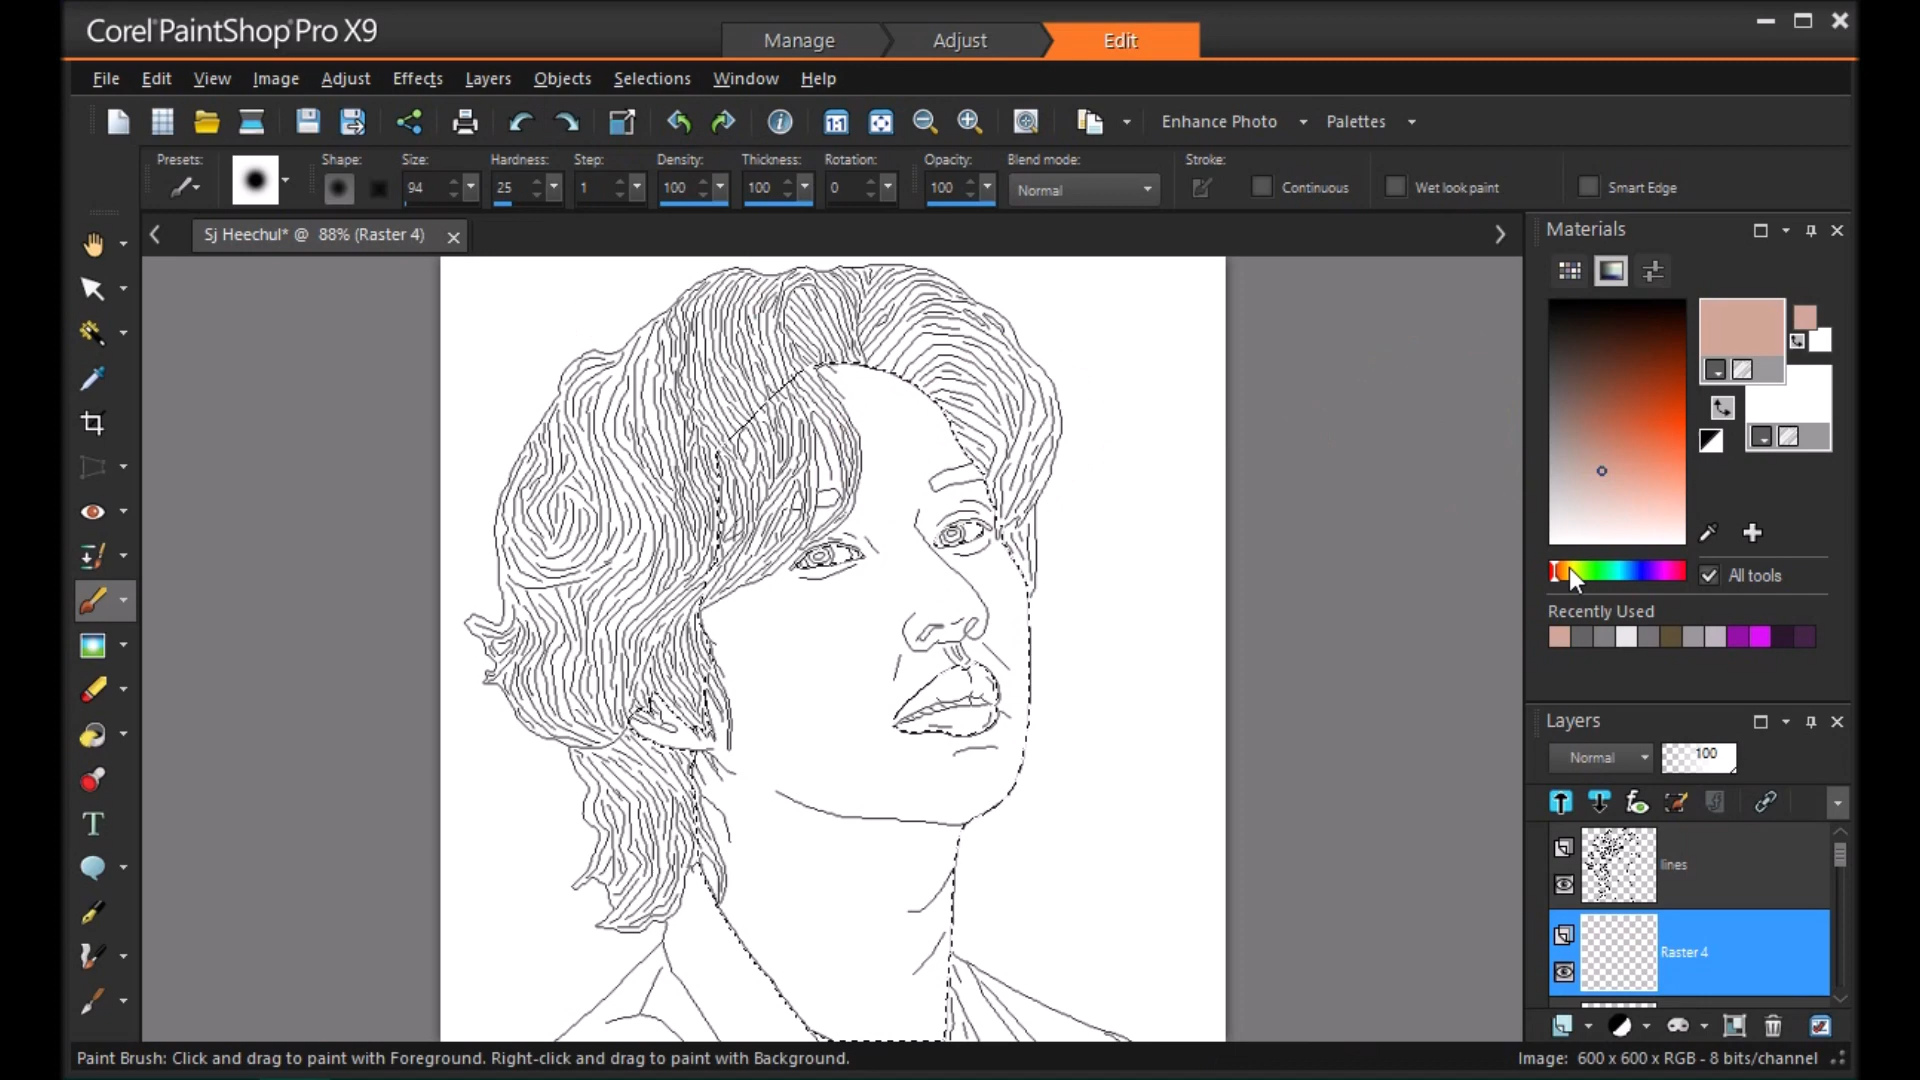 Corel PaintShop Pro X9
Manage Adjust Edit
File Edit View Image Adjust Effects Layers Objects Selections Window Help
1:1 Enhance Photo Palettes
Presets: Shape: Size: Hardness: Step: Density: Thickness: Rotation: Opacity: Blend mode: Stroke:
94 25 1 100 100 0 100 Normal Continuous Wet look paint Smart Edge
Sj Heechul* @ 88% (Raster 4)
Materials
All tools
Recently Used
Layers
Normal 100
lines
Raster 4
T
Paint Brush: Click and drag to paint with Foreground. Right-click and drag to paint with Background.
Image: 600 x 600 x RGB - 8 bits/channel